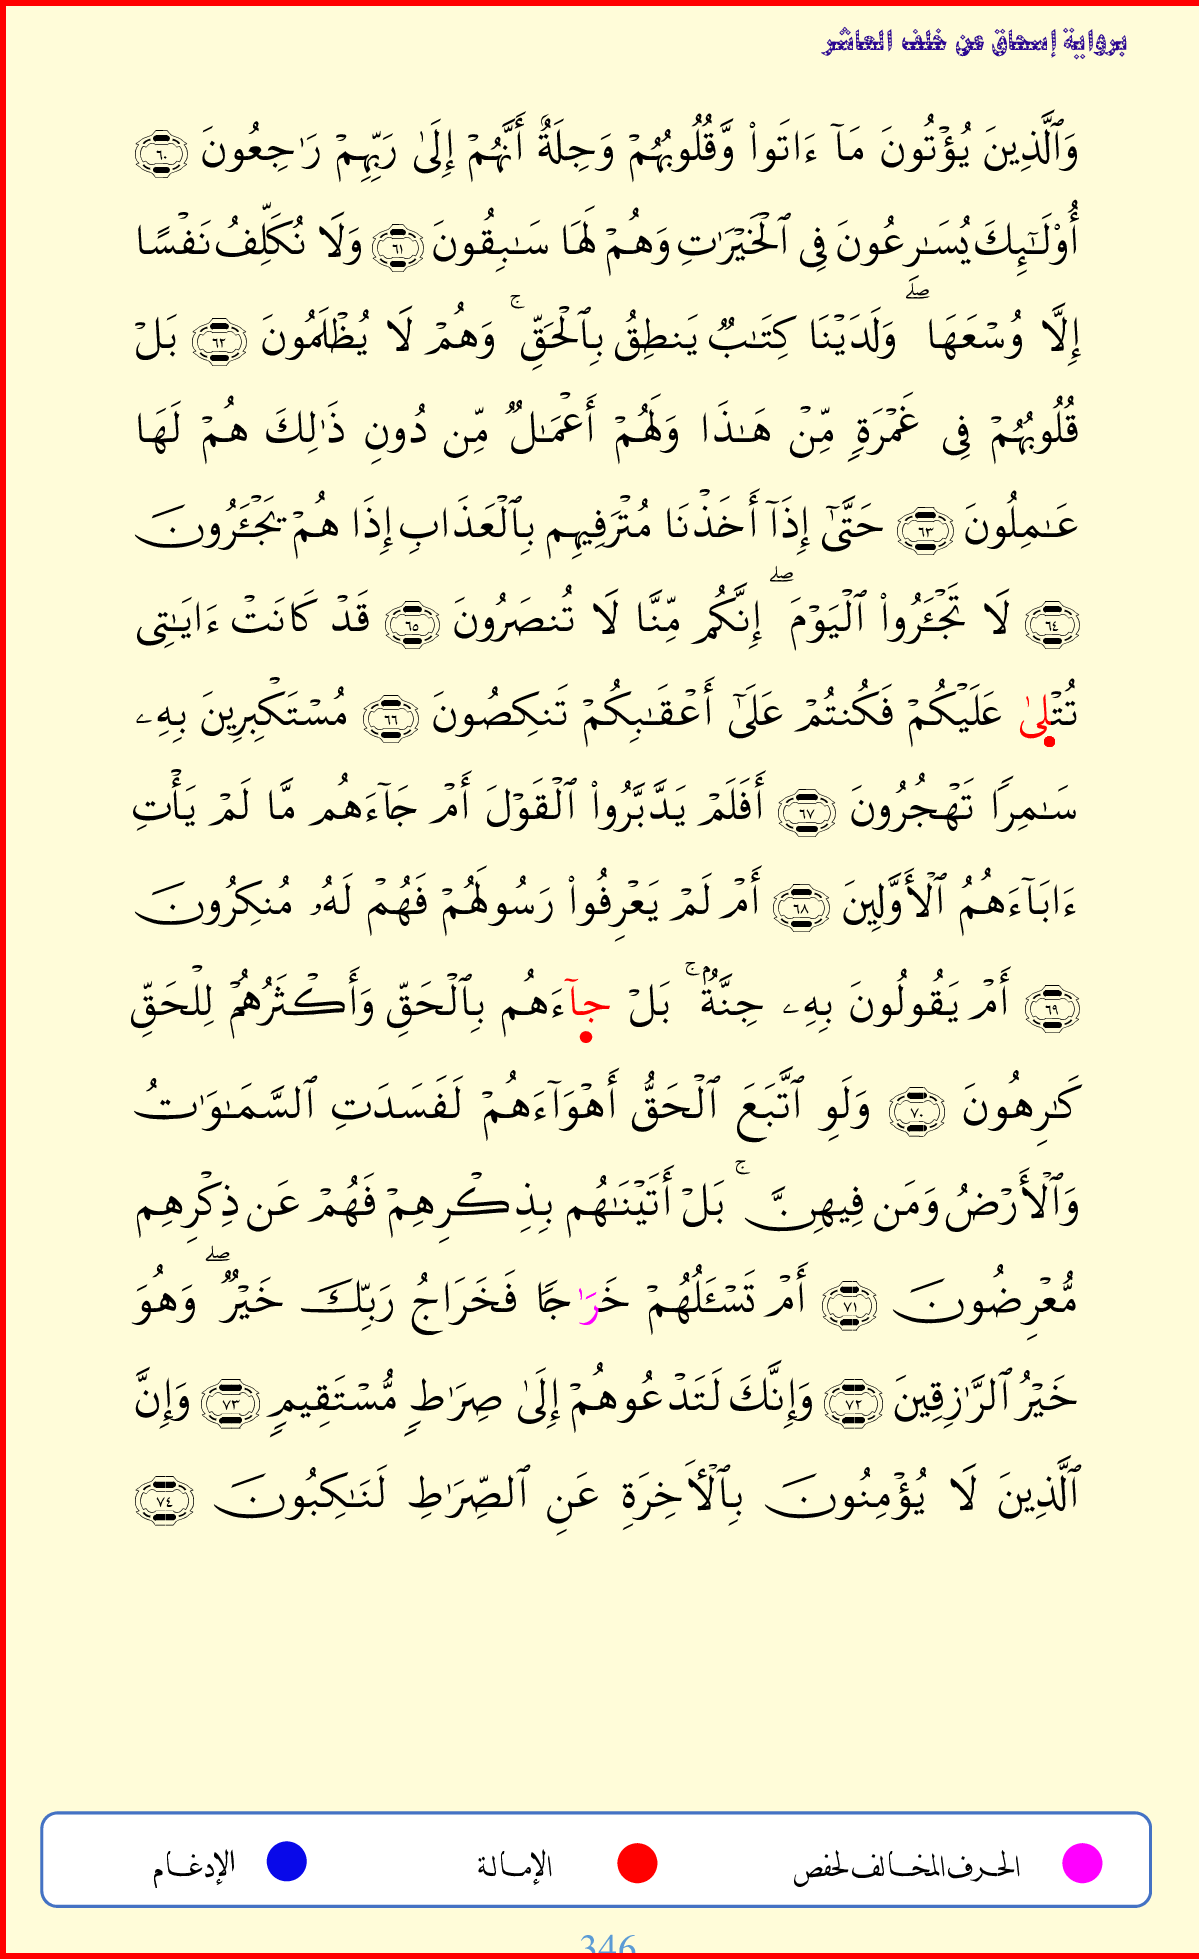 برواية إسحاق عن خلف العاشر
وَٱلَّذِينَ يُؤۡتُونَ مَآ ءَاتَواْ وَّقُلُوبُهُمۡ وَجِلَةٌ أَنَّهُمۡ إِلَىٰ رَبِّهِمۡ رَٰجِعُونَ ٦٠
أُوْلَـٰٓئِكَ يُسَـٰرِعُونَ فِى ٱلۡخَيۡرَٰتِ وَهُمۡ لَهَا سَـٰبِقُونَ ٦١ وَلَا نُكَلِّفُ نَفۡسًا
إِلَّا وُسۡعَهَا ۖ وَلَدَيۡنَا كِتَـٰبٌ يَنطِقُ بِٱلۡحَقِّ ۚ وَهُمۡ لَا يُظۡلَمُونَ ٦٢ بَلۡ
قُلُوبُهُمۡ فِى غَمۡرَةٍ مِّنۡ هَـٰذَا وَلَهُمۡ أَعۡمَـٰلٌ مِّن دُونِ ذَٰلِكَ هُمۡ لَهَا
عَـٰمِلُونَ ٦٣ حَتَّىٰٓ إِذَآ أَخَذۡنَا مُتۡرَفِيهِم بِٱلۡعَذَابِ إِذَا هُمۡ يَجۡـَٔرُونَ
٦٤ لَا تَجۡـَٔرُواْ ٱلۡيَوۡمَ ۖ إِنَّكُم مِّنَّا لَا تُنصَرُونَ ٦٥ قَدۡ كَانَتۡ ءَايَـٰتِى
تُتۡلِىٰ عَلَيۡكُمۡ فَكُنتُمۡ عَلَىٰٓ أَعۡقَـٰبِكُمۡ تَنكِصُونَ ٦٦ مُسۡتَكۡبِرِينَ بِهِۦ
سَـٰمِرًا تَهۡجُرُونَ ٦٧ أَفَلَمۡ يَدَّبَّرُواْ ٱلۡقَوۡلَ أَمۡ جَآءَهُم مَّا لَمۡ يَأۡتِ
ءَابَآءَهُمُ ٱلۡأَوَّلِينَ ٦٨ أَمۡ لَمۡ يَعۡرِفُواْ رَسُولَهُمۡ فَهُمۡ لَهُۥ مُنكِرُونَ
٦٩ أَمۡ يَقُولُونَ بِهِۦ جِنَّةٌۢ ۚ بَلۡ جآءَهُم بِٱلۡحَقِّ وَأَكۡثَرُهُمۡ لِلۡحَقِّ
كَـٰرِهُونَ ٧٠ وَلَوِ ٱتَّبَعَ ٱلۡحَقُّ أَهۡوَآءَهُمۡ لَفَسَدَتِ ٱلسَّمَـٰوَٰتُ
وَٱلۡأَرۡضُ وَمَن فِيهِنَّ ۚ بَلۡ أَتَيۡنَـٰهُم بِذِكۡرِهِمۡ فَهُمۡ عَن ذِكۡرِهِم
مُّعۡرِضُونَ ٧١ أَمۡ تَسۡـَٔلُهُمۡ خَرَٰجًا فَخَرَاجُ رَبِّكَ خَيۡرٌ ۖ وَهُوَ
خَيۡرُ ٱلرَّٰزِقِينَ ٧٢ وَإِنَّكَ لَتَدۡعُوهُمۡ إِلَىٰ صِرَٰطٍ مُّسۡتَقِيمٍ ٧٣ وَإِنَّ
ٱلَّذِينَ لَا يُؤۡمِنُونَ بِٱلۡأٓخِرَةِ عَنِ ٱلصِّرَٰطِ لَنَـٰكِبُونَ ٧٤
الحرف المخالف لحفص الإمالة الإدغام
346